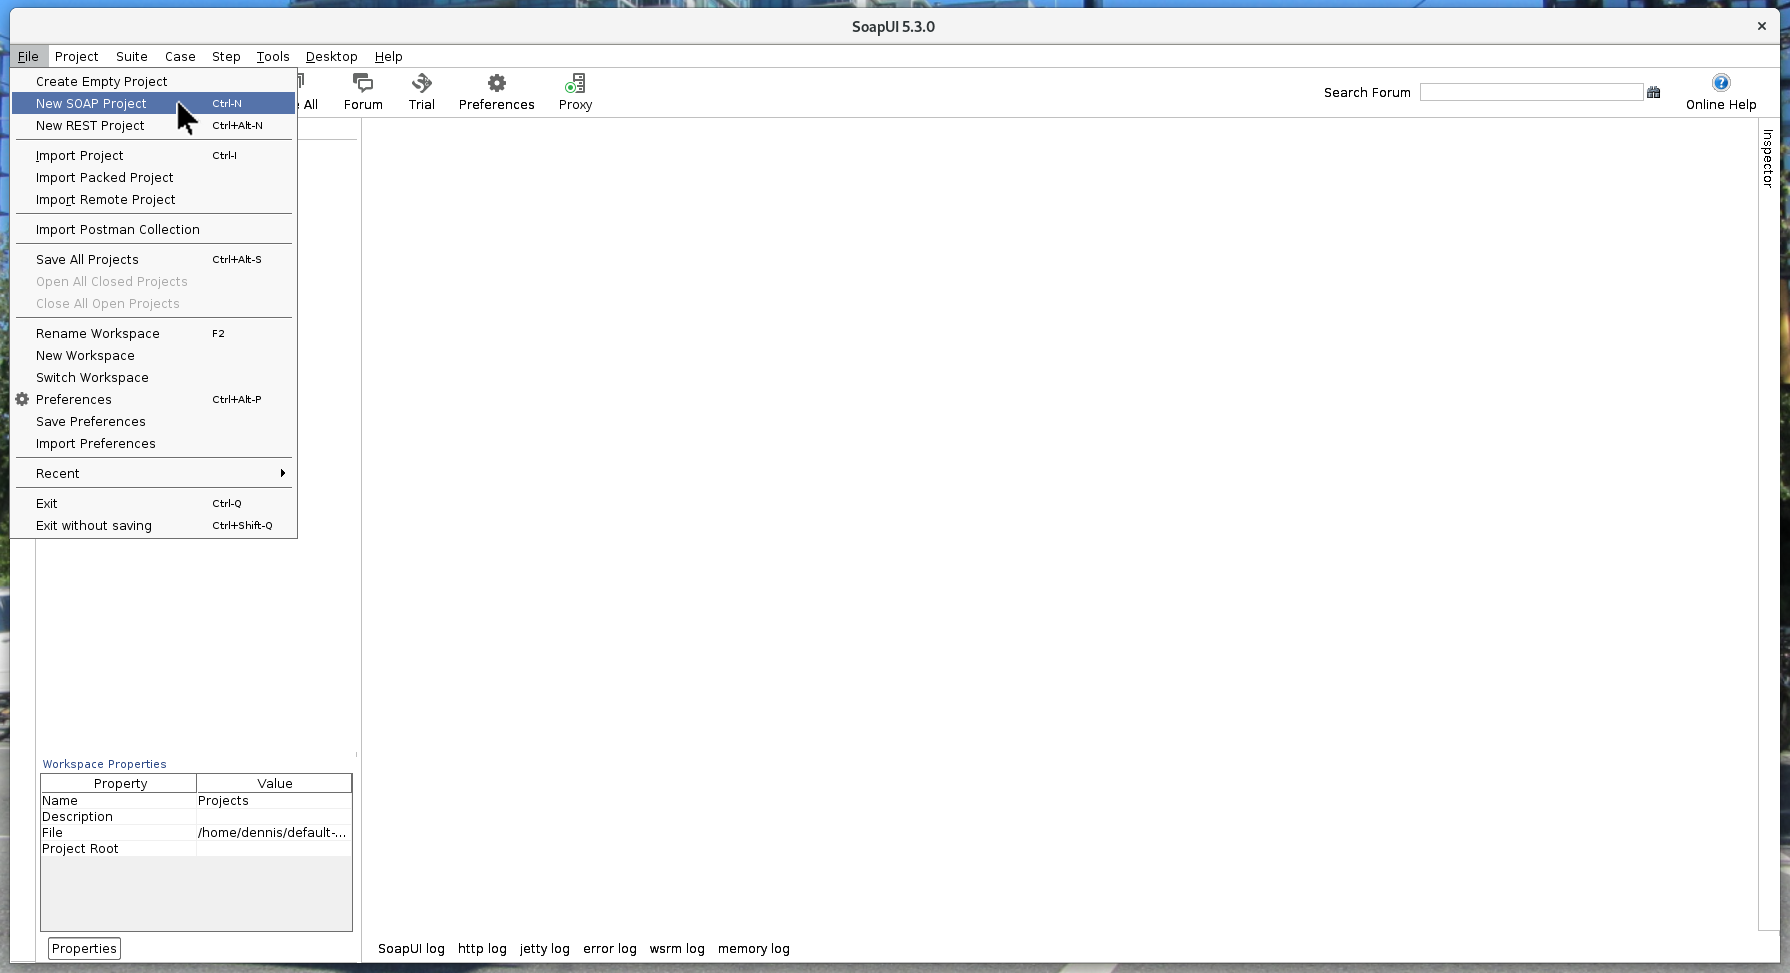 SoapUI 5.3.0
File Project Suite Case Step Tools Desktop Help
Create Empty Project
New SOAP Project Ctrl-N
New REST Project Ctrl+Alt-N
Import Project Ctrl-I
Import Packed Project
Import Remote Project
Import Postman Collection
Save All Projects Ctrl+Alt-S
Open All Closed Projects
Close All Open Projects
Rename Workspace F2
New Workspace
Switch Workspace
Preferences Ctrl+Alt-P
Save Preferences
Import Preferences
Recent
Exit Ctrl-Q
Exit without saving Ctrl+Shift-Q
All Forum Trial Preferences Proxy
Search Forum
Online Help
Inspector
Workspace Properties
Property Value
Name Projects
Description
File /home/dennis/default-...
Project Root
Properties
SoapUI log http log jetty log error log wsrm log memory log